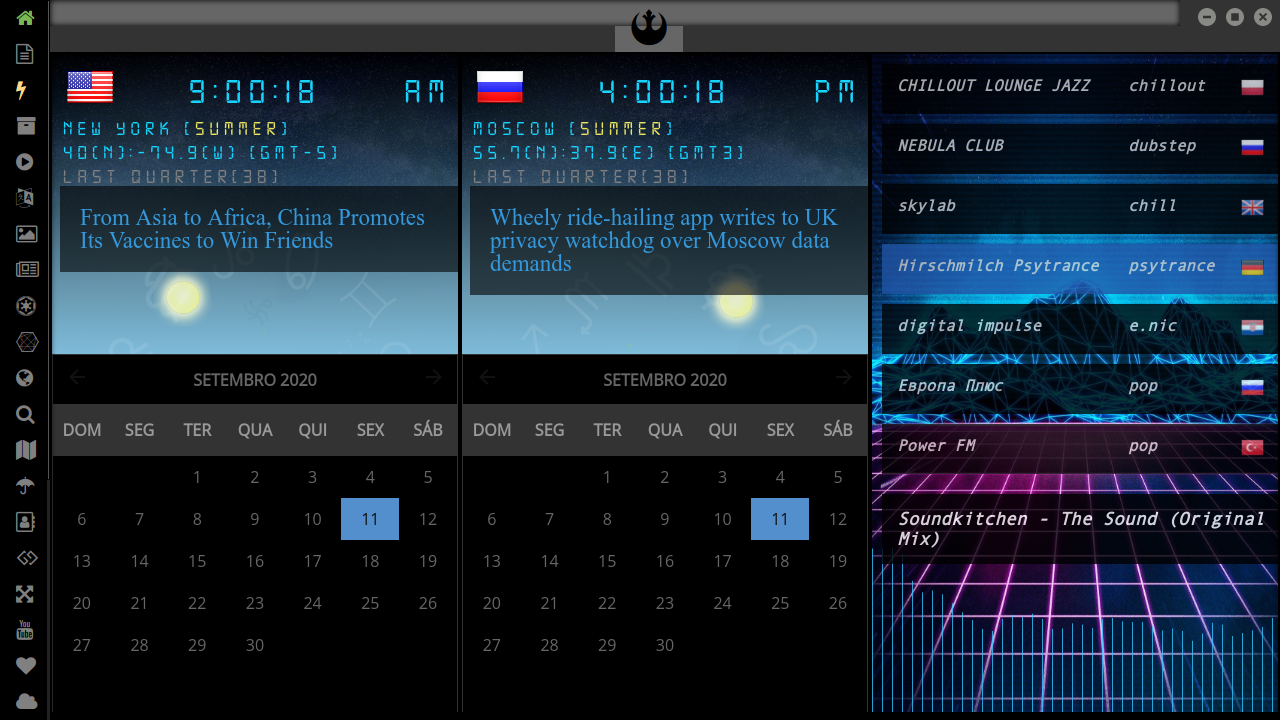 9:00:18 AM
NEW YORK (SUMMER)
40(N):-74.9(W) (GMT-5)
LAST QUARTER(38)
From Asia to Africa, China Promotes
Its Vaccines to Win Friends
SETEMBRO 2020
DOM SEG TER QUA QUI SEX SÁB
1 2 3 4 5
6 7 8 9 10 11 12
13 14 15 16 17 18 19
20 21 22 23 24 25 26
27 28 29 30
4:00:18 PM
MOSCOW (SUMMER)
55.7(N):37.9(E) (GMT3)
LAST QUARTER(38)
Wheely ride-hailing app writes to UK
privacy watchdog over Moscow data
demands
SETEMBRO 2020
DOM SEG TER QUA QUI SEX SÁB
1 2 3 4 5
6 7 8 9 10 11 12
13 14 15 16 17 18 19
20 21 22 23 24 25 26
27 28 29 30
CHILLOUT LOUNGE JAZZ chillout
NEBULA CLUB dubstep
skylab chill
Hirschmilch Psytrance psytrance
digital impulse e.nic
Европа Плюс pop
Power FM pop
Soundkitchen - The Sound (Original
Mix)
You
Tube